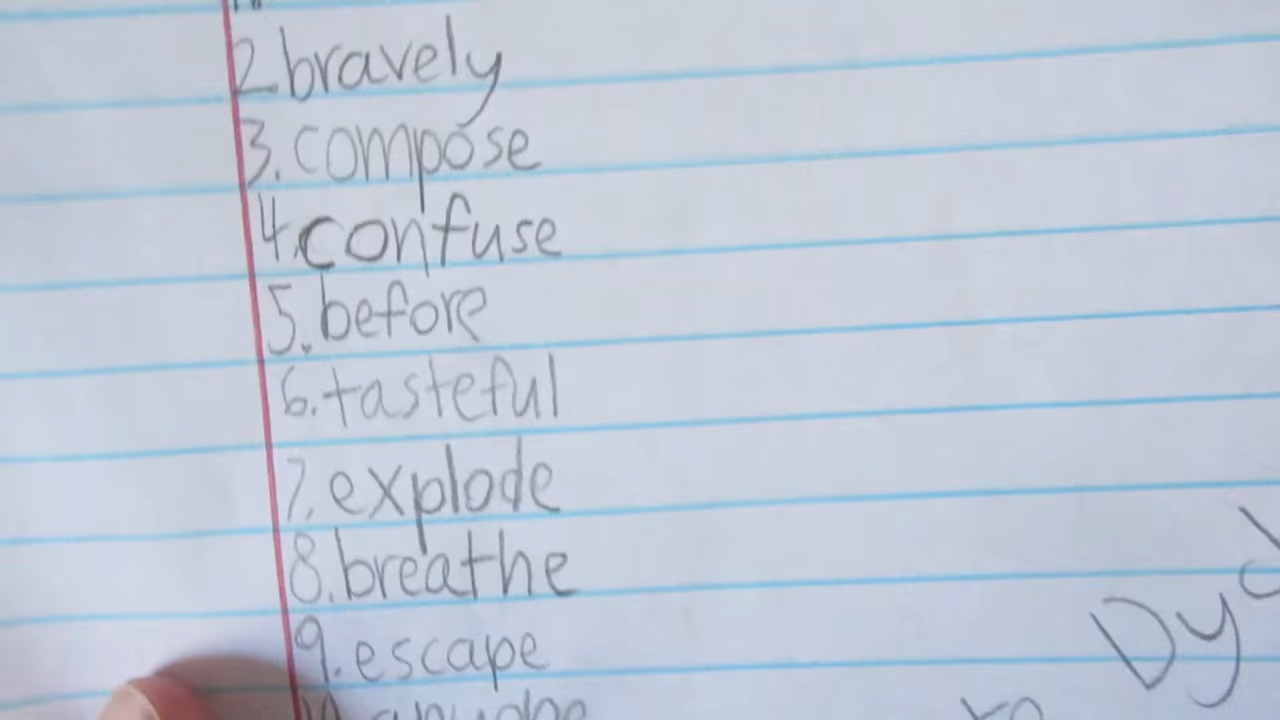 2 bravely
3. compose
4. confuse
5. before
6. tasteful
7. explode
8. breathe
9. escape